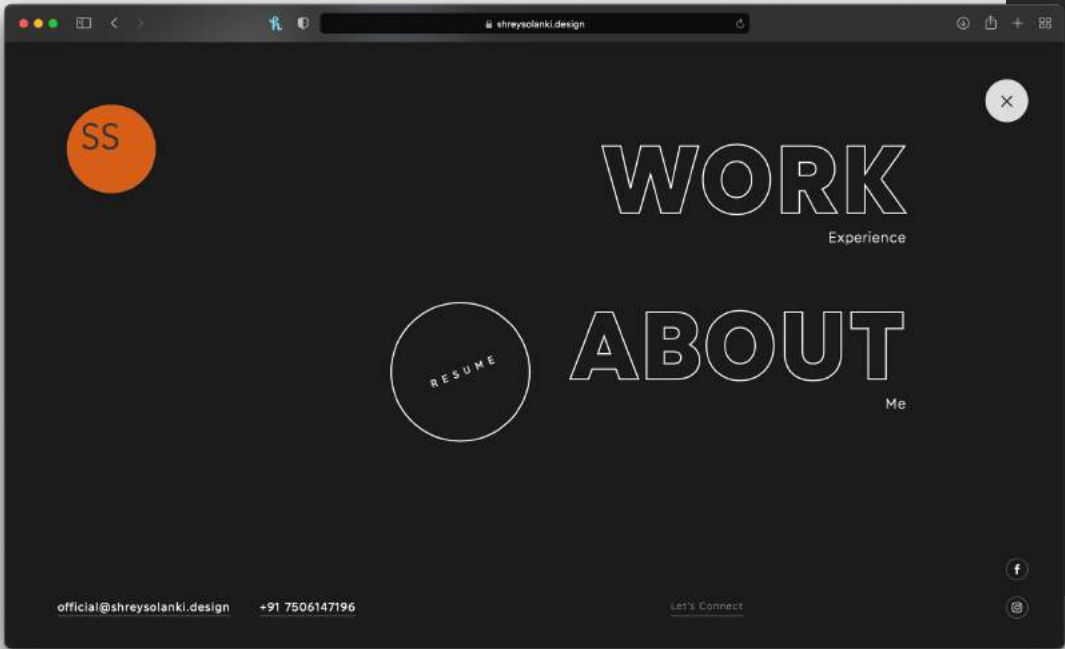 shreysolanki.design
SS
WORK
Experience
RESUME
ABOUT
Me
official@shreysolanki.design +91 7506147196 Let's Connect